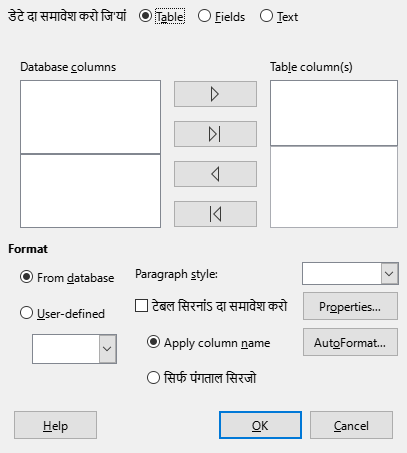 डेटे दा समावेश करो जि'यां Table Fields Text
Database columns Table column(s)
Format
From database Paragraph style:
User-defined टेबल सिरनांऽ दा समावेश करो Properties...
Apply column name AutoFormat...
सिर्फ पंगताल सिरजो
Help OK Cancel